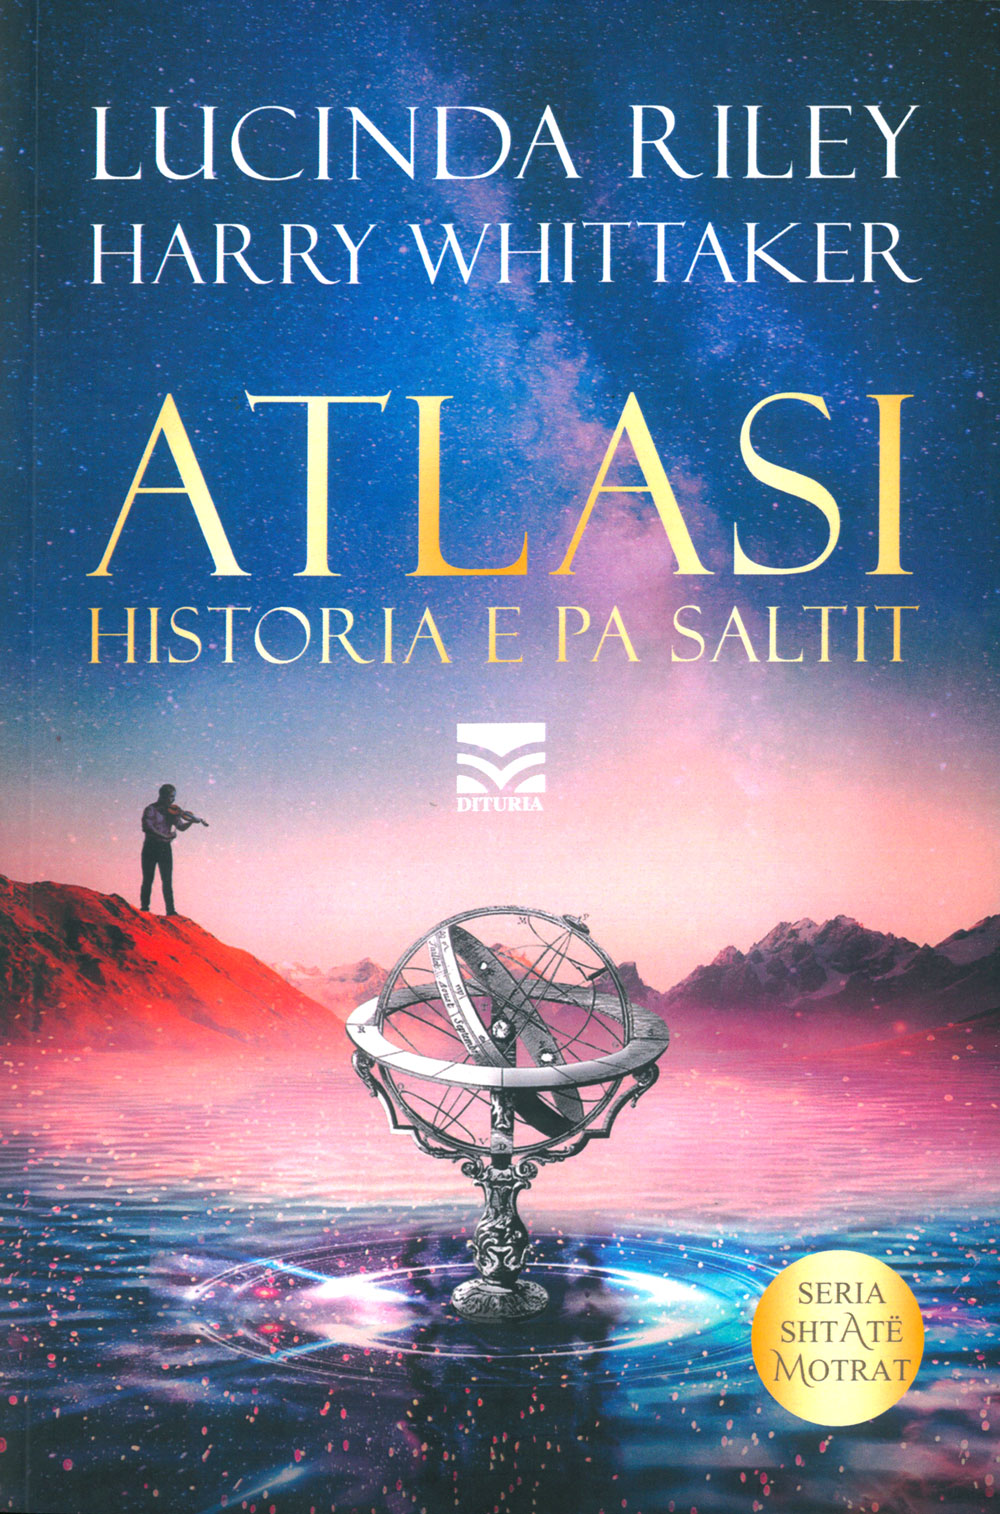 LUCINDA RILEY
HARRY WHITTAKER
ATLASI
HISTORIA E PA SALTIT
DITURIA
SERIA
SHTATË
MOTRAT